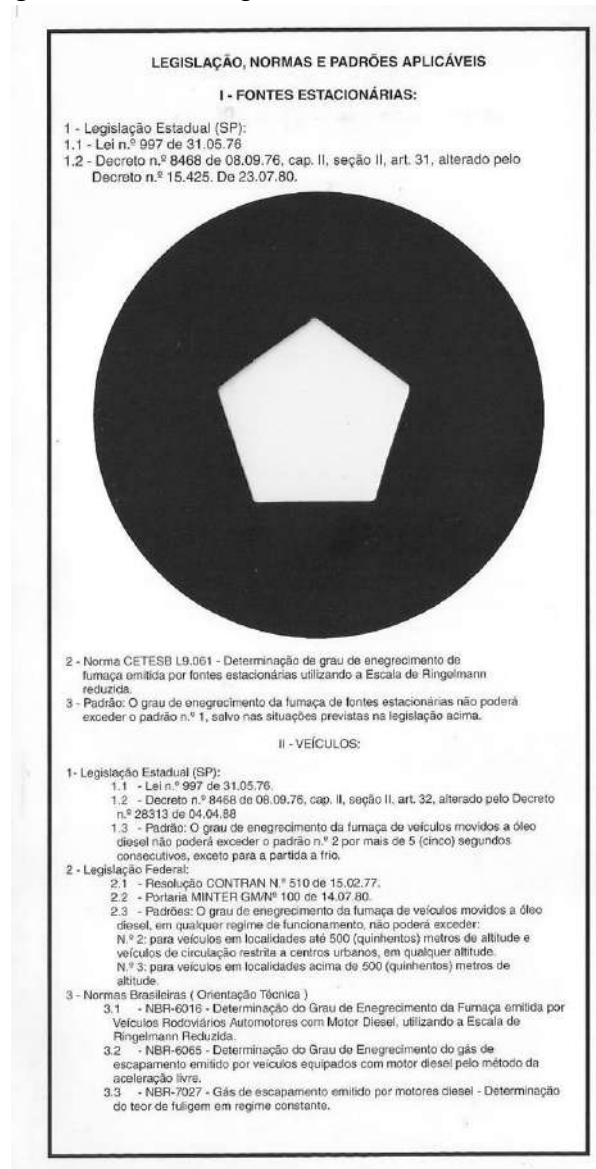 LEGISLAÇÃO, NORMAS E PADRÕES APLICÁVEIS
I - FONTES ESTACIONÁRIAS:
1 - Legislação Estadual (SP):
1.1 - Lei n.º 997 de 31.05.76
1.2 - Decreto n.º 8468 de 08.09.76, cap. II, seção II, art. 31, alterado pelo
Decreto n.º 15.425. De 23.07.80.
2 - Norma CETESB L9.061 - Determinação de grau de enegrecimento de
fumaça emitida por fontes estacionárias utilizando a Escala de Ringelmann
reduzida.
3 - Padrão: O grau de enegrecimento da fumaça de fontes estacionárias não poderá
exceder o padrão n.º 1, salvo nas situações previstas na legislação acima.
II - VEÍCULOS:
1- Legislação Estadual (SP):
1.1 - Lei n.º 997 de 31.05.76.
1.2 - Decreto n.º 8468 de 08.09.76, cap. II, seção II, art. 32, alterado pelo Decreto
n.º 28313 de 04.04.88
1.3 - Padrão: O grau de enegrecimento da fumaça de veículos movidos a óleo
diesel não poderá exceder o padrão n.º 2 por mais de 5 (cinco) segundos
consecutivos, exceto para a partida a frio.
2 - Legislação Federal:
2.1 - Resolução CONTRAN N.º 510 de 15.02.77.
2.2 - Portaria MINTER GM/Nº 100 de 14.07.80.
2.3 - Padrões: O grau de enegrecimento da fumaça de veículos movidos a óleo
diesel, em qualquer regime de funcionamento, não poderá exceder:
N.º 2: para veículos em localidades até 500 (quinhentos) metros de altitude e
veículos de circulação restrita a centros urbanos, em qualquer altitude.
N.º 3: para veículos em localidades acima de 500 (quinhentos) metros de
altitude.
3 - Normas Brasileiras ( Orientação Técnica )
3.1 - NBR-6016 - Determinação do Grau de Enegrecimento da Fumaça emitida por
Veículos Rodoviários Automotores com Motor Diesel, utilizando a Escala de
Ringelmann Reduzida.
3.2 - NBR-6065 - Determinação do Grau de Enegrecimento do gás de
escapamento emitido por veículos equipados com motor diesel pelo método da
aceleração livre.
3.3 - NBR-7027 - Gás de escapamento emitido por motores diesel - Determinação
do teor de fuligem em regime constante.